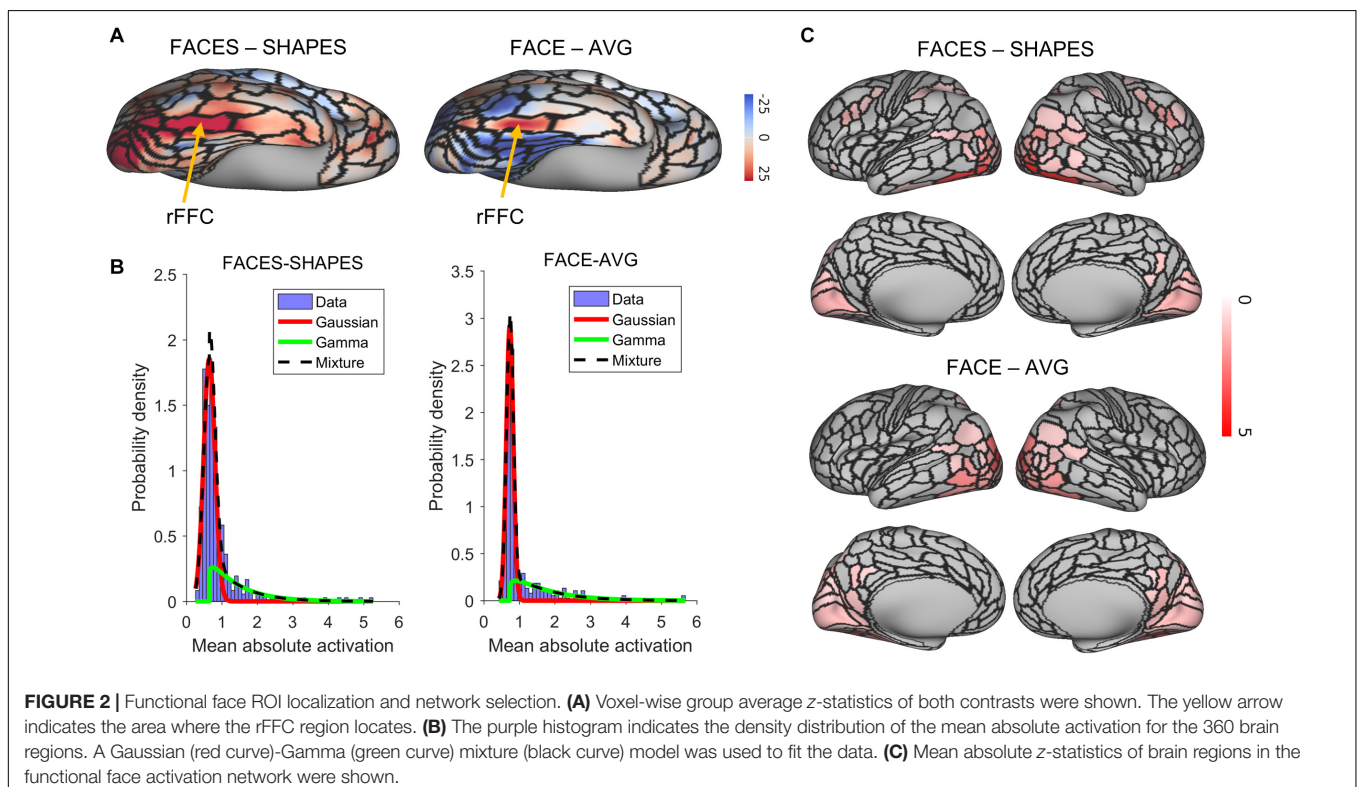 A
FACES – SHAPES
FACE – AVG
-25
0
25
rFFC
rFFC
B
FACES-SHAPES
2.5
2
1.5
1
0.5
0
Probability density
Data
Gaussian
Gamma
Mixture
0 1 2 3 4 5 6
Mean absolute activation
FACE-AVG
3.5
3
2.5
2
1.5
1
0.5
0
Probability density
Data
Gaussian
Gamma
Mixture
0 1 2 3 4 5 6
Mean absolute activation
C
FACES – SHAPES
0
5
FACE – AVG
FIGURE 2 | Functional face ROI localization and network selection. (A) Voxel-wise group average z-statistics of both contrasts were shown. The yellow arrow
indicates the area where the rFFC region locates. (B) The purple histogram indicates the density distribution of the mean absolute activation for the 360 brain
regions. A Gaussian (red curve)-Gamma (green curve) mixture (black curve) model was used to fit the data. (C) Mean absolute z-statistics of brain regions in the
functional face activation network were shown.